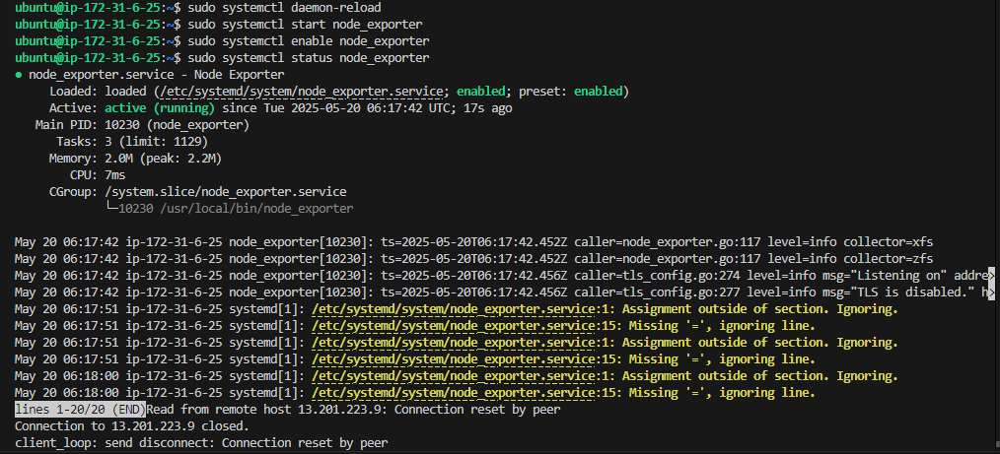 ubuntu@ip-172-31-6-25:~$ sudo systemctl daemon-reload
ubuntu@ip-172-31-6-25:~$ sudo systemctl start node_exporter
ubuntu@ip-172-31-6-25:~$ sudo systemctl enable node_exporter
ubuntu@ip-172-31-6-25:~$ sudo systemctl status node_exporter
● node_exporter.service - Node Exporter
     Loaded: loaded (/etc/systemd/system/node_exporter.service; enabled; preset: enabled)
     Active: active (running) since Tue 2025-05-20 06:17:42 UTC; 17s ago
   Main PID: 10230 (node_exporter)
      Tasks: 3 (limit: 1129)
     Memory: 2.0M (peak: 2.2M)
        CPU: 7ms
     CGroup: /system.slice/node_exporter.service
             └─10230 /usr/local/bin/node_exporter
May 20 06:17:42 ip-172-31-6-25 node_exporter[10230]: ts=2025-05-20T06:17:42.452Z caller=node_exporter.go:117 level=info collector=xfs
May 20 06:17:42 ip-172-31-6-25 node_exporter[10230]: ts=2025-05-20T06:17:42.452Z caller=node_exporter.go:117 level=info collector=zfs
May 20 06:17:42 ip-172-31-6-25 node_exporter[10230]: ts=2025-05-20T06:17:42.456Z caller=tls_config.go:274 level=info msg="Listening on" addre>
May 20 06:17:42 ip-172-31-6-25 node_exporter[10230]: ts=2025-05-20T06:17:42.456Z caller=tls_config.go:277 level=info msg="TLS is disabled." h>
May 20 06:17:51 ip-172-31-6-25 systemd[1]: /etc/systemd/system/node_exporter.service:1: Assignment outside of section. Ignoring.
May 20 06:17:51 ip-172-31-6-25 systemd[1]: /etc/systemd/system/node_exporter.service:15: Missing '=', ignoring line.
May 20 06:17:51 ip-172-31-6-25 systemd[1]: /etc/systemd/system/node_exporter.service:1: Assignment outside of section. Ignoring.
May 20 06:17:51 ip-172-31-6-25 systemd[1]: /etc/systemd/system/node_exporter.service:15: Missing '=', ignoring line.
May 20 06:18:00 ip-172-31-6-25 systemd[1]: /etc/systemd/system/node_exporter.service:1: Assignment outside of section. Ignoring.
May 20 06:18:00 ip-172-31-6-25 systemd[1]: /etc/systemd/system/node_exporter.service:15: Missing '=', ignoring line.
lines 1-20/20 (END)Read from remote host 13.201.223.9: Connection reset by peer
Connection to 13.201.223.9 closed.
client_loop: send disconnect: Connection reset by peer